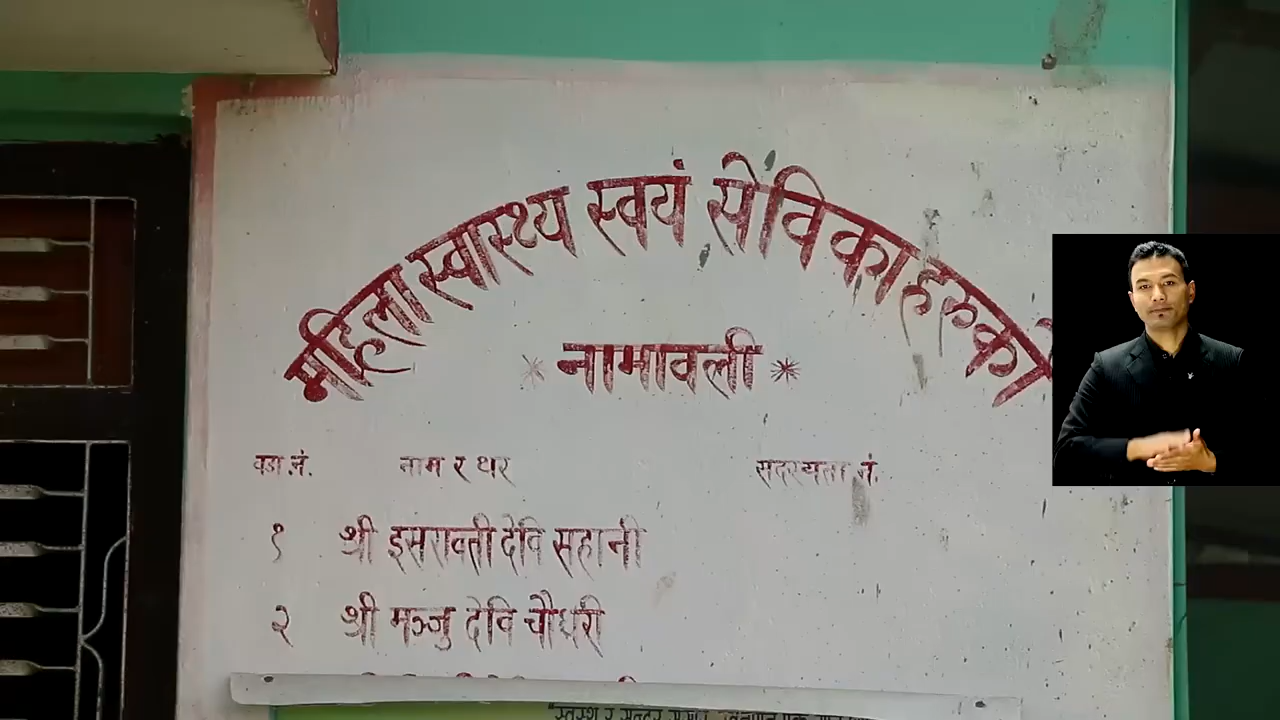 महिला स्वास्थ्य स्वयं सेविका हरुको
* नामावली *
वडा .नं. नाम र थर सदस्यता .नं.
१ श्री इसरावती देवि सहानी
२ श्री मञ्जु देवि चौधरी